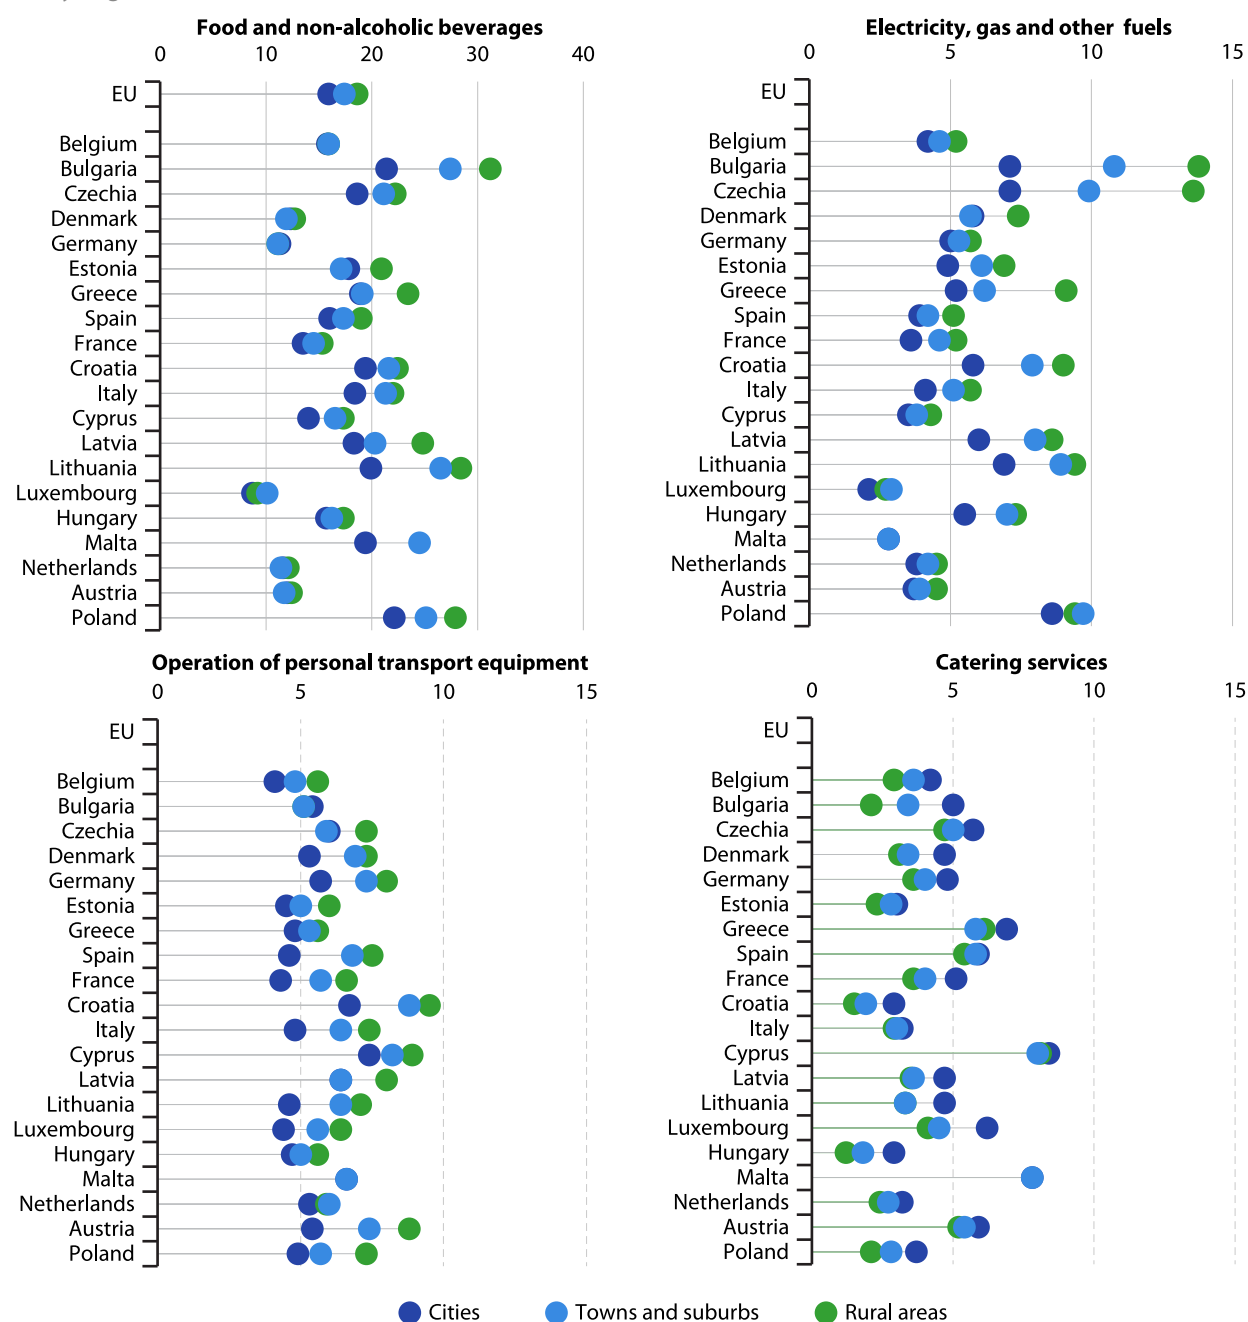 Food and non-alcoholic beverages
0 10 20 30 40
EU
Belgium
Bulgaria
Czechia
Denmark
Germany
Estonia
Greece
Spain
France
Croatia
Italy
Cyprus
Latvia
Lithuania
Luxembourg
Hungary
Malta
Netherlands
Austria
Poland
Electricity, gas and other fuels
0 5 10 15
EU
Belgium
Bulgaria
Czechia
Denmark
Germany
Estonia
Greece
Spain
France
Croatia
Italy
Cyprus
Latvia
Lithuania
Luxembourg
Hungary
Malta
Netherlands
Austria
Poland
Operation of personal transport equipment
0 5 10 15
EU
Belgium
Bulgaria
Czechia
Denmark
Germany
Estonia
Greece
Spain
France
Croatia
Italy
Cyprus
Latvia
Lithuania
Luxembourg
Hungary
Malta
Netherlands
Austria
Poland
Catering services
0 5 10 15
EU
Belgium
Bulgaria
Czechia
Denmark
Germany
Estonia
Greece
Spain
France
Croatia
Italy
Cyprus
Latvia
Lithuania
Luxembourg
Hungary
Malta
Netherlands
Austria
Poland
Cities Towns and suburbs Rural areas